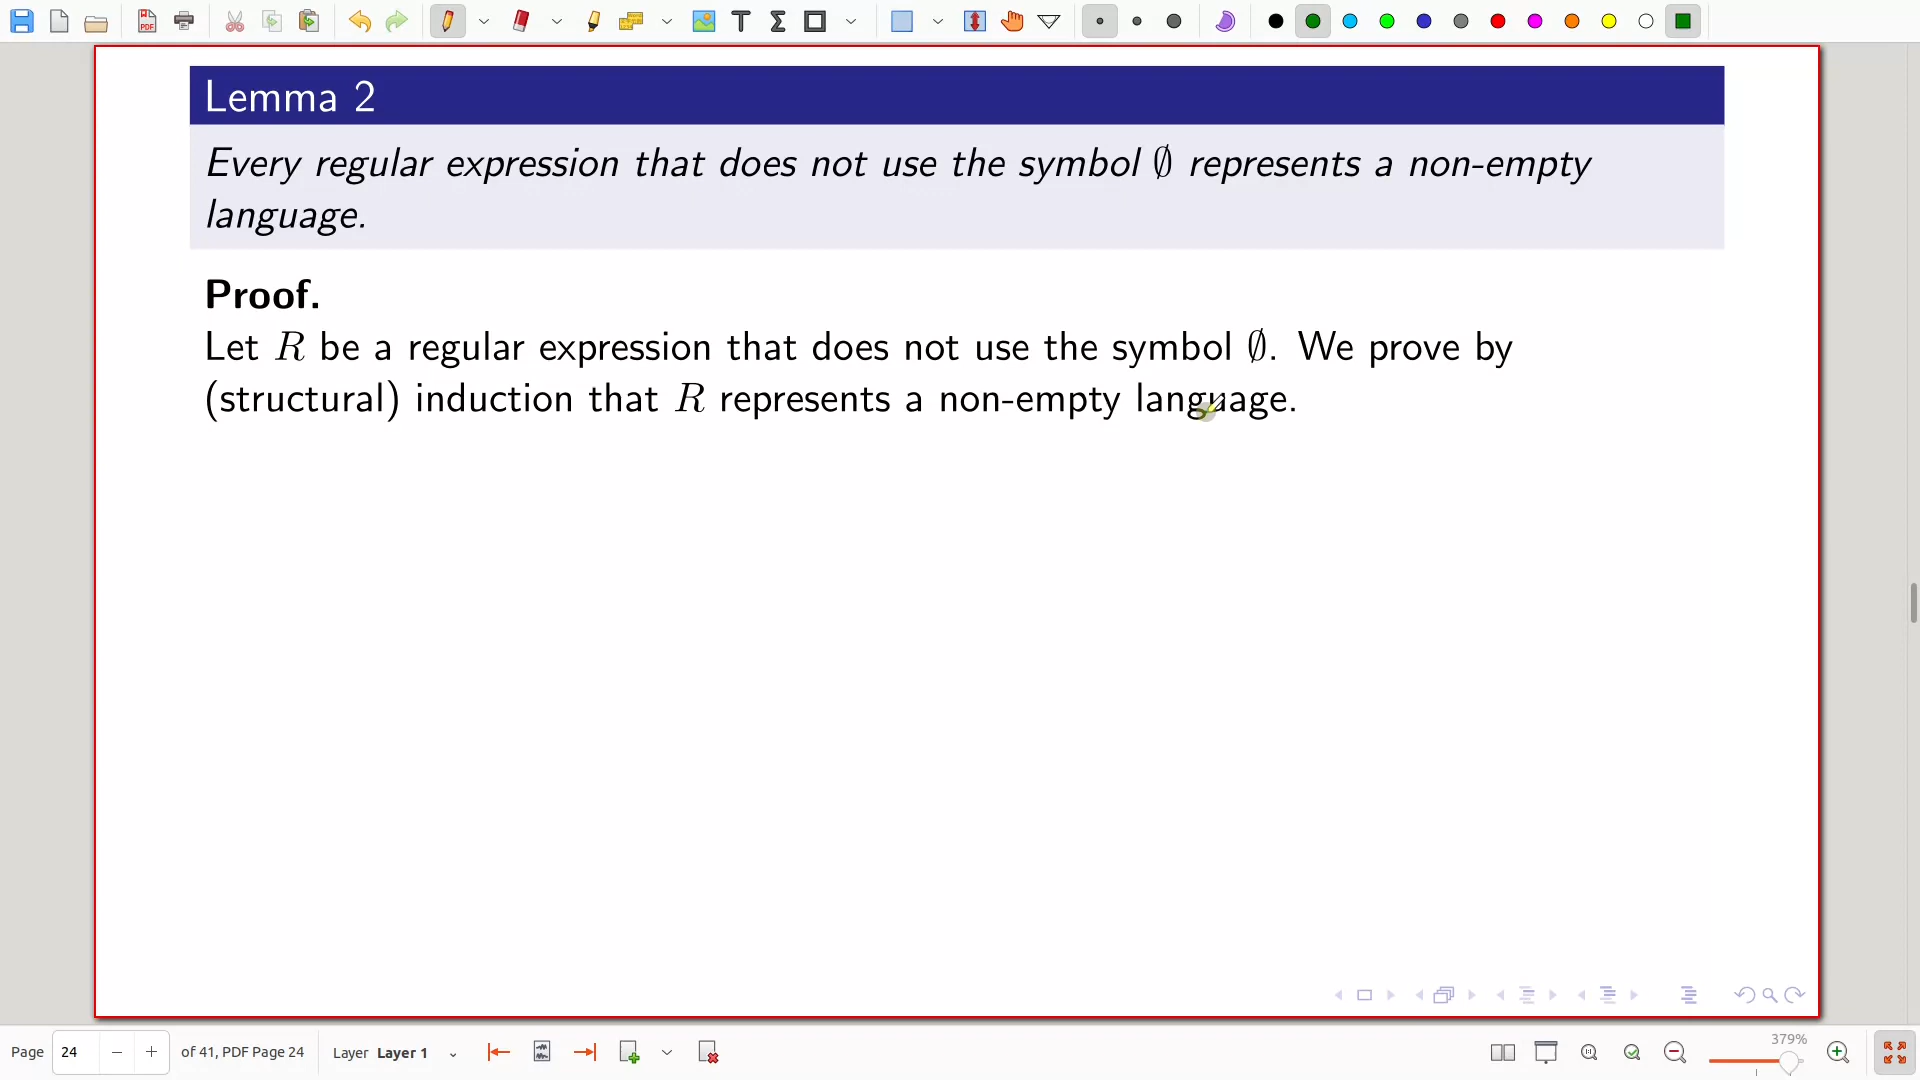 Lemma 2
Every regular expression that does not use the symbol ∅ represents a non-empty
language.
Proof.
Let R be a regular expression that does not use the symbol ∅. We prove by
(structural) induction that R represents a non-empty language.
Page 24 of 41, PDF Page 24 Layer Layer 1 379%